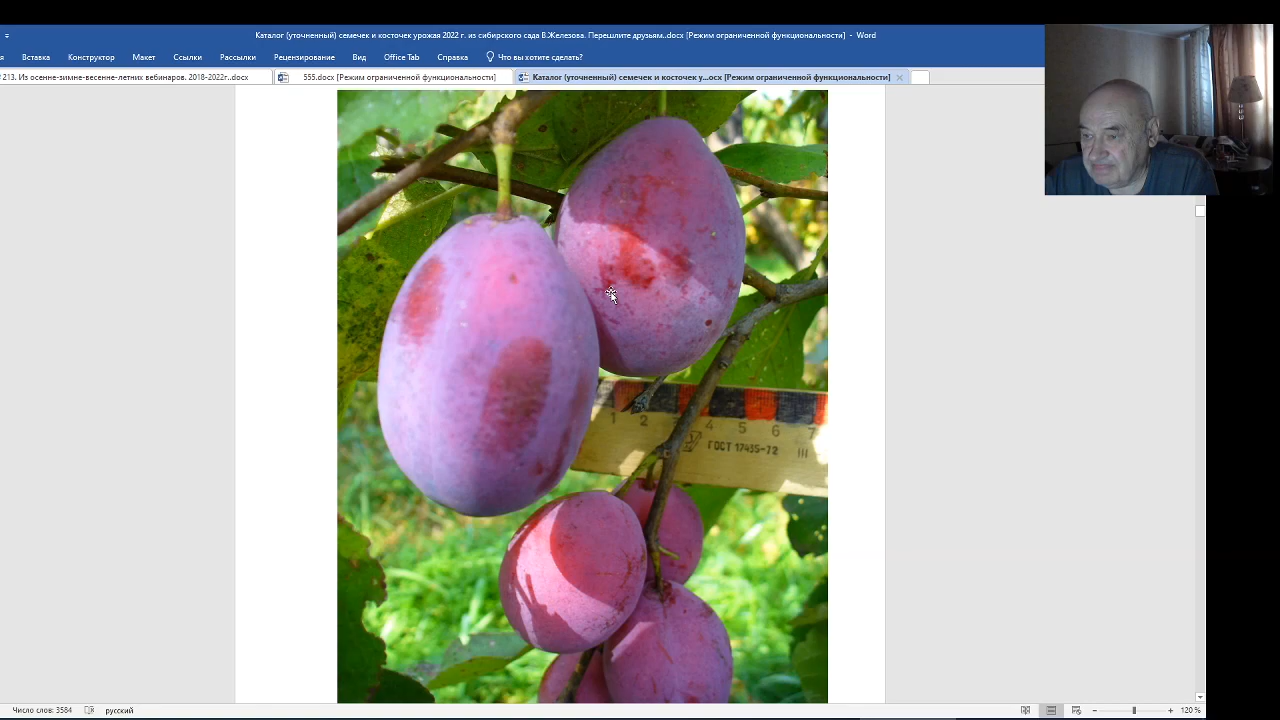 Каталог (уточненный) семечек и косточек урожая 2022 г. из сибирского сада В.Железова. Перешлите друзьям..docx [Режим ограниченной функциональности] - Word
Вставка Конструктор Макет Ссылки Рассылки Рецензирование Вид Office Tab Справка Что вы хотите сделать?
213. Из осенне-зимне-весенне-летних вебинаров. 2018-2022г..docx 555.docx [Режим ограниченной функциональности] Каталог (уточненный) семечек и косточек у...осх [Режим ограниченной функциональности]
1 2 4 5 6 7
ГОСТ 17435-72 III
Число слов: 3584 русский 120 %